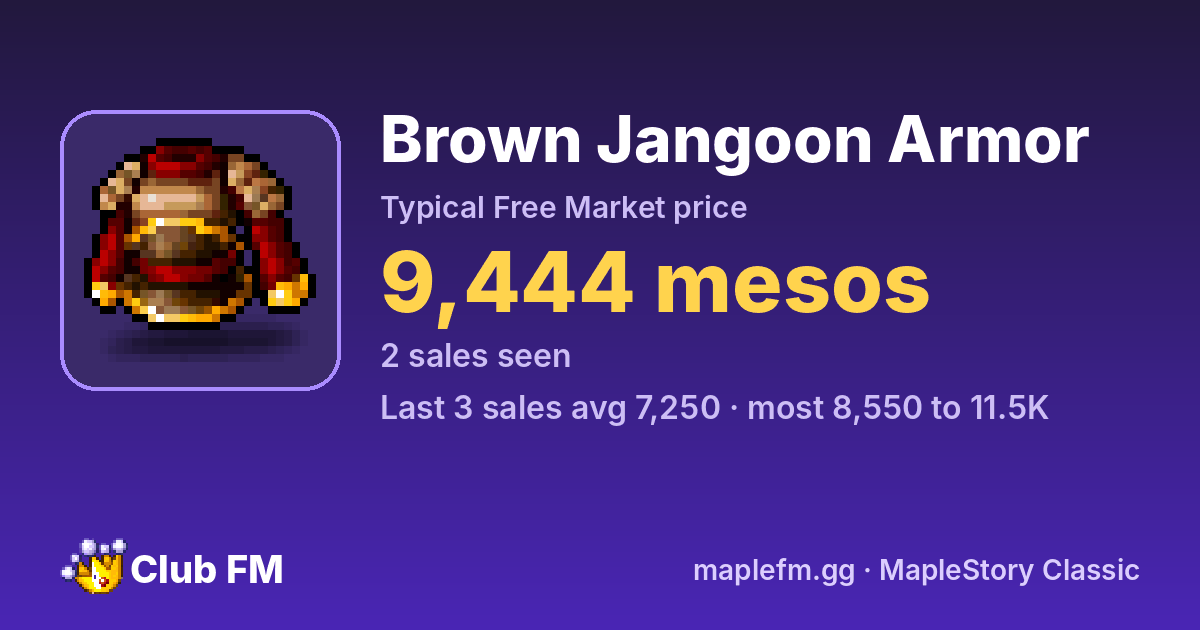 Brown Jangoon Armor
Typical Free Market price
9,444 mesos
2 sales seen
Last 3 sales avg 7,250 · most 8,550 to 11.5K
Club FM
maplefm.gg · MapleStory Classic